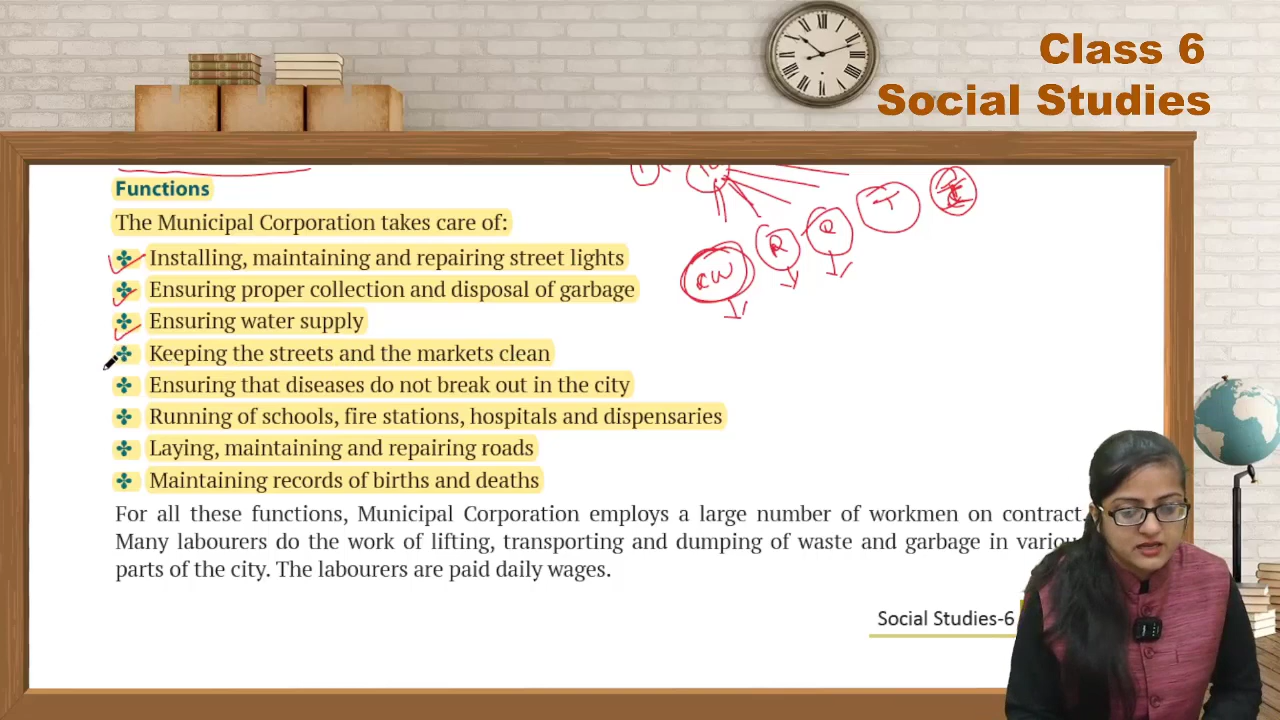 Class 6
Social Studies
Functions
The Municipal Corporation takes care of:
Installing, maintaining and repairing street lights
Ensuring proper collection and disposal of garbage
Ensuring water supply
Keeping the streets and the markets clean
Ensuring that diseases do not break out in the city
Running of schools, fire stations, hospitals and dispensaries
Laying, maintaining and repairing roads
Maintaining records of births and deaths
For all these functions, Municipal Corporation employs a large number of workmen on contract.
Many labourers do the work of lifting, transporting and dumping of waste and garbage in
parts of the city. The labourers are paid daily wages.
Social Studies-6
T